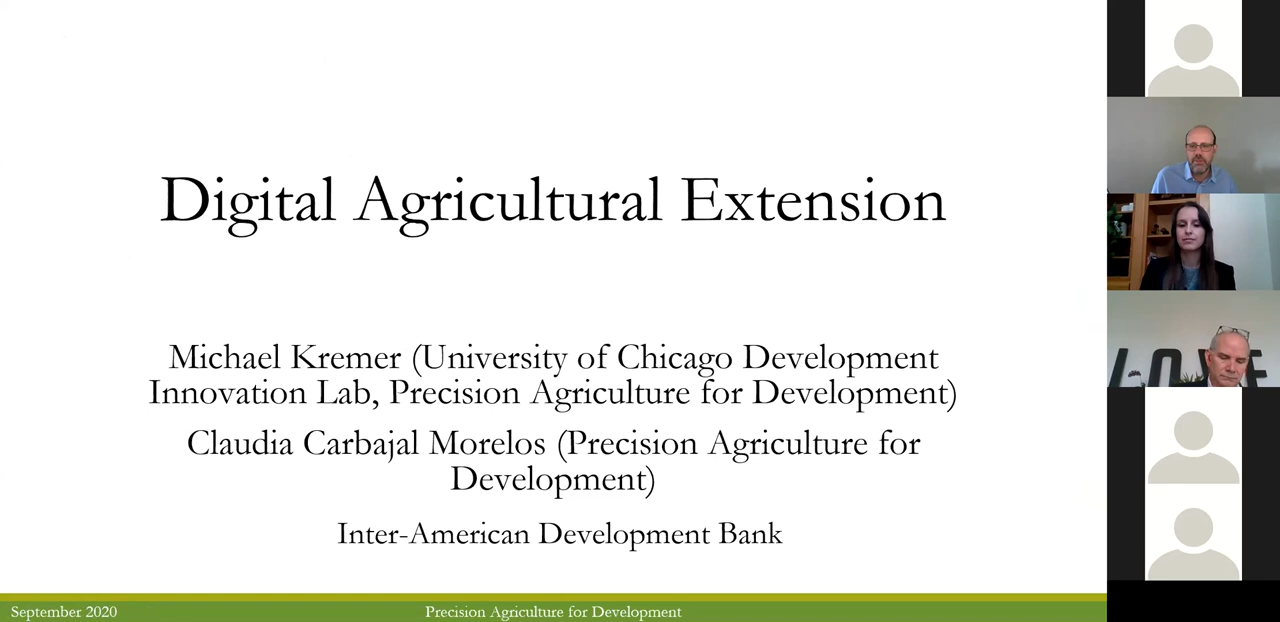 Digital Agricultural Extension
Michael Kremer (University of Chicago Development
Innovation Lab, Precision Agriculture for Development)
Claudia Carbajal Morelos (Precision Agriculture for
Development)
Inter-American Development Bank
September 2020
Precision Agriculture for Development
LOVE